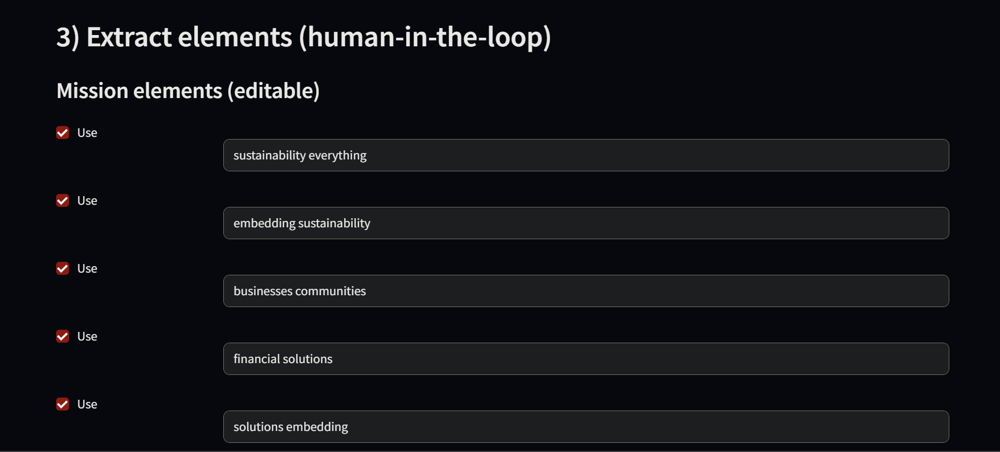 3) Extract elements (human-in-the-loop)
Mission elements (editable)
Use
sustainability everything
Use
embedding sustainability
Use
businesses communities
Use
financial solutions
Use
solutions embedding